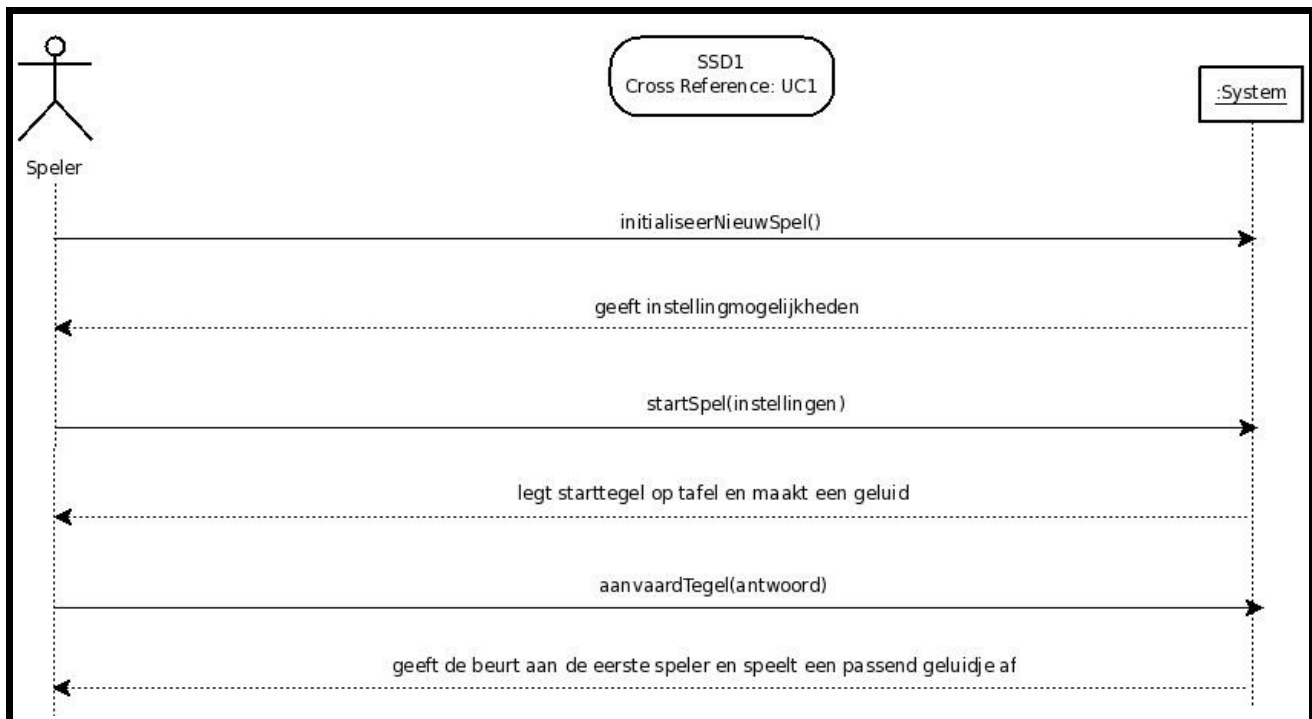 SSD1
Cross Reference: UC1
:System
Speler
initialiseerNieuwSpel()
geeft instellingmogelijkheden
startSpel(instellingen)
legt starttegel op tafel en maakt een geluid
aanvaardTegel(antwoord)
geeft de beurt aan de eerste speler en speelt een passend geluidje af